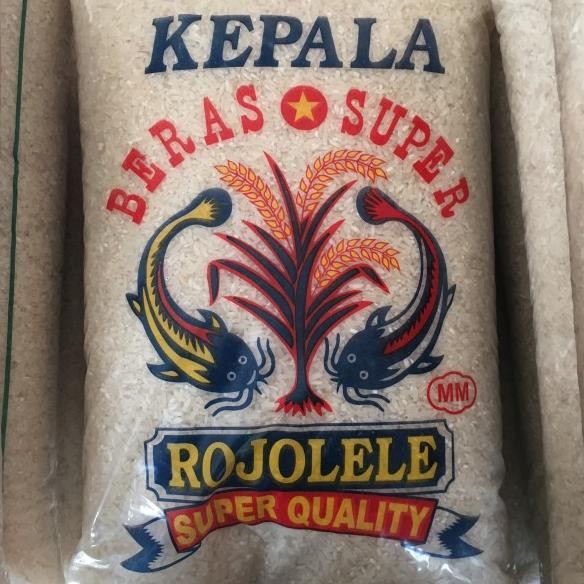 KEPALA
BERAS SUPER
MM
ROJOLELE
SUPER QUALITY